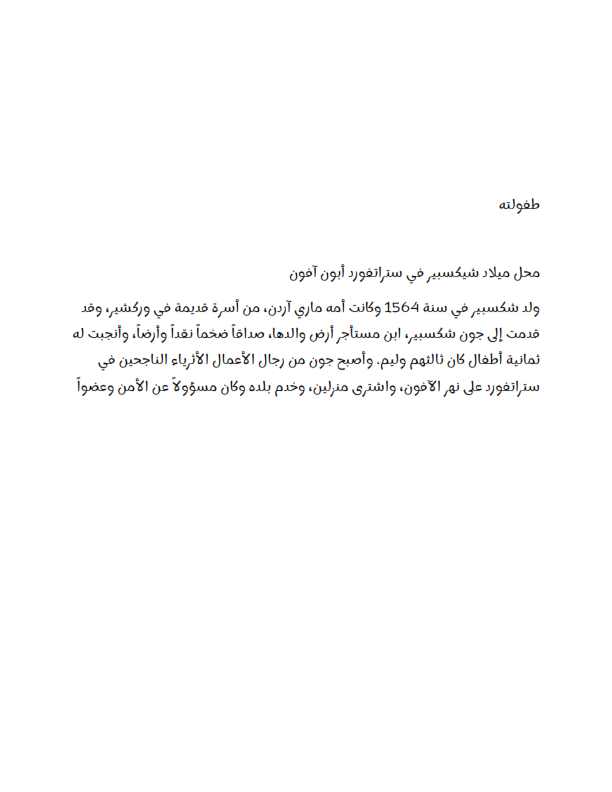 طفولته
محل ميلاد شيكسبير في ستراتفورد أبون آفون
ولد شكسبير في سنة 1564 وكانت أمه ماري آردن، من أسرة قديمة في وركشير، وقد
قدمت إلى جون شكسبير، ابن مستأجر أرض والدها، صداقاً ضخماً نقداً وأرضاً، وأنجبت له
ثمانية أطفال كان ثالثهم وليم. وأصبح جون من رجال الأعمال الأثرياء الناجحين في
ستراتفورد على نهر الآفون، واشترى منزلين، وخدم بلده وكان مسؤولاً عن الأمن وعضواً